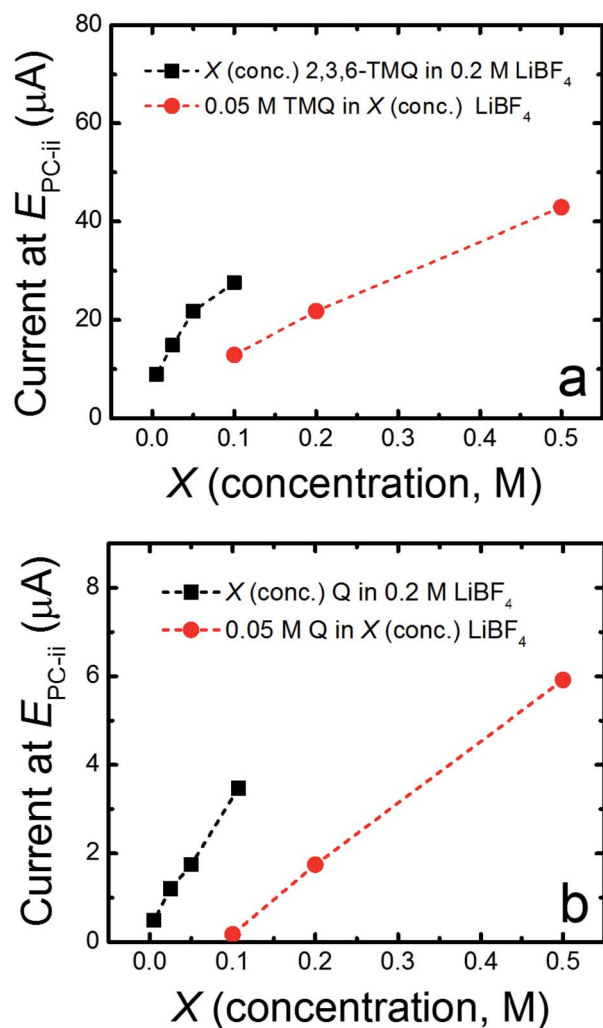 80
X (conc.) 2,3,6-TMQ in 0.2 M LiBF₄
0.05 M TMQ in X (conc.) LiBF₄
60
40
20
0
Current at E_PC-ii (μA)
a
0.0 0.1 0.2 0.3 0.4 0.5
X (concentration, M)
8
X (conc.) Q in 0.2 M LiBF₄
0.05 M Q in X (conc.) LiBF₄
6
4
2
0
Current at E_PC-ii (μA)
b
0.0 0.1 0.2 0.3 0.4 0.5
X (concentration, M)